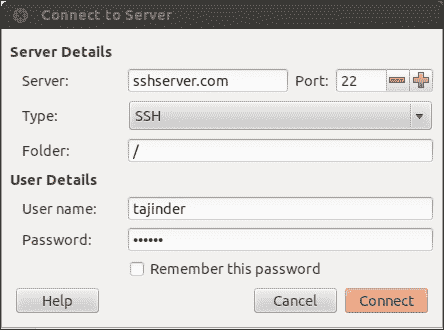 Connect to Server
Server Details
Server: sshserver.com Port: 22
Type: SSH
Folder: /
User Details
User name: tajinder
Password: ••••••
Remember this password
Help Cancel Connect